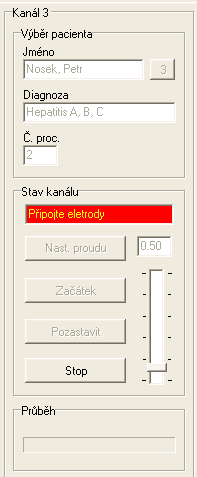 Kanál 3
Výběr pacienta
Jméno
Nosek, Petr 3
Diagnoza
Hepatitis A, B, C
Č. proc.
2
Stav kanálu
Připojte eletrody
Nast. proudu 0.50
Začátek
Pozastavit
Stop
Průběh